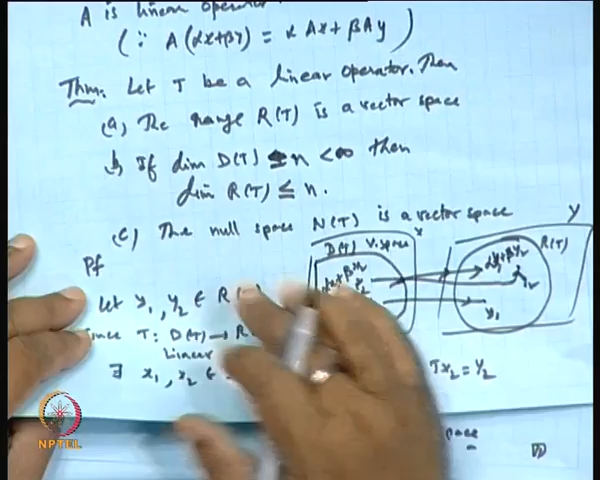 A is linear operator
(∵ A(αx+βy) = α Ax + β Ay)
Thm: Let T be a linear operator. Then
(a) The range R(T) is a vector space
b) If dim D(T) = n < ∞ then
dim R(T) ≤ n.
(c) The null space N(T) is a vector space
Pf
D(T) V. space X
Y
R(T)
y1
Let y1, y2 ∈ R
Since T: D(T) → R
Linear
∃ x1, x2 ∈
Tx2 = y2
NPTEL